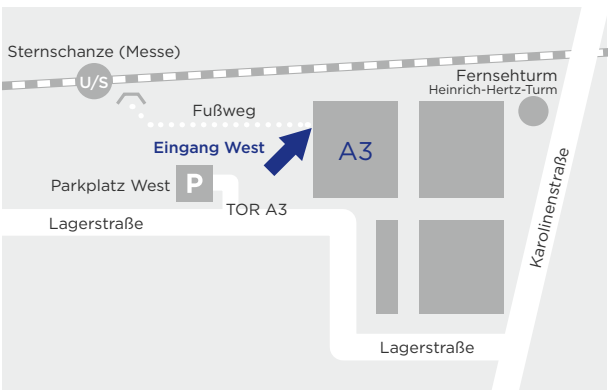 Sternschanze (Messe)
U/S
Fernsehturm
Heinrich-Hertz-Turm
Fußweg
Eingang West
A3
Parkplatz West
P
TOR A3
Lagerstraße
Karolinenstraße
Lagerstraße